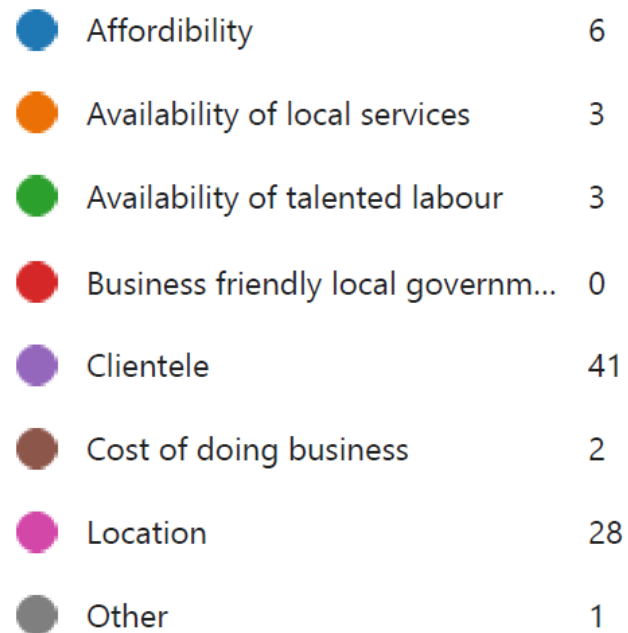 Affordibility 6
Availability of local services 3
Availability of talented labour 3
Business friendly local governm... 0
Clientele 41
Cost of doing business 2
Location 28
Other 1